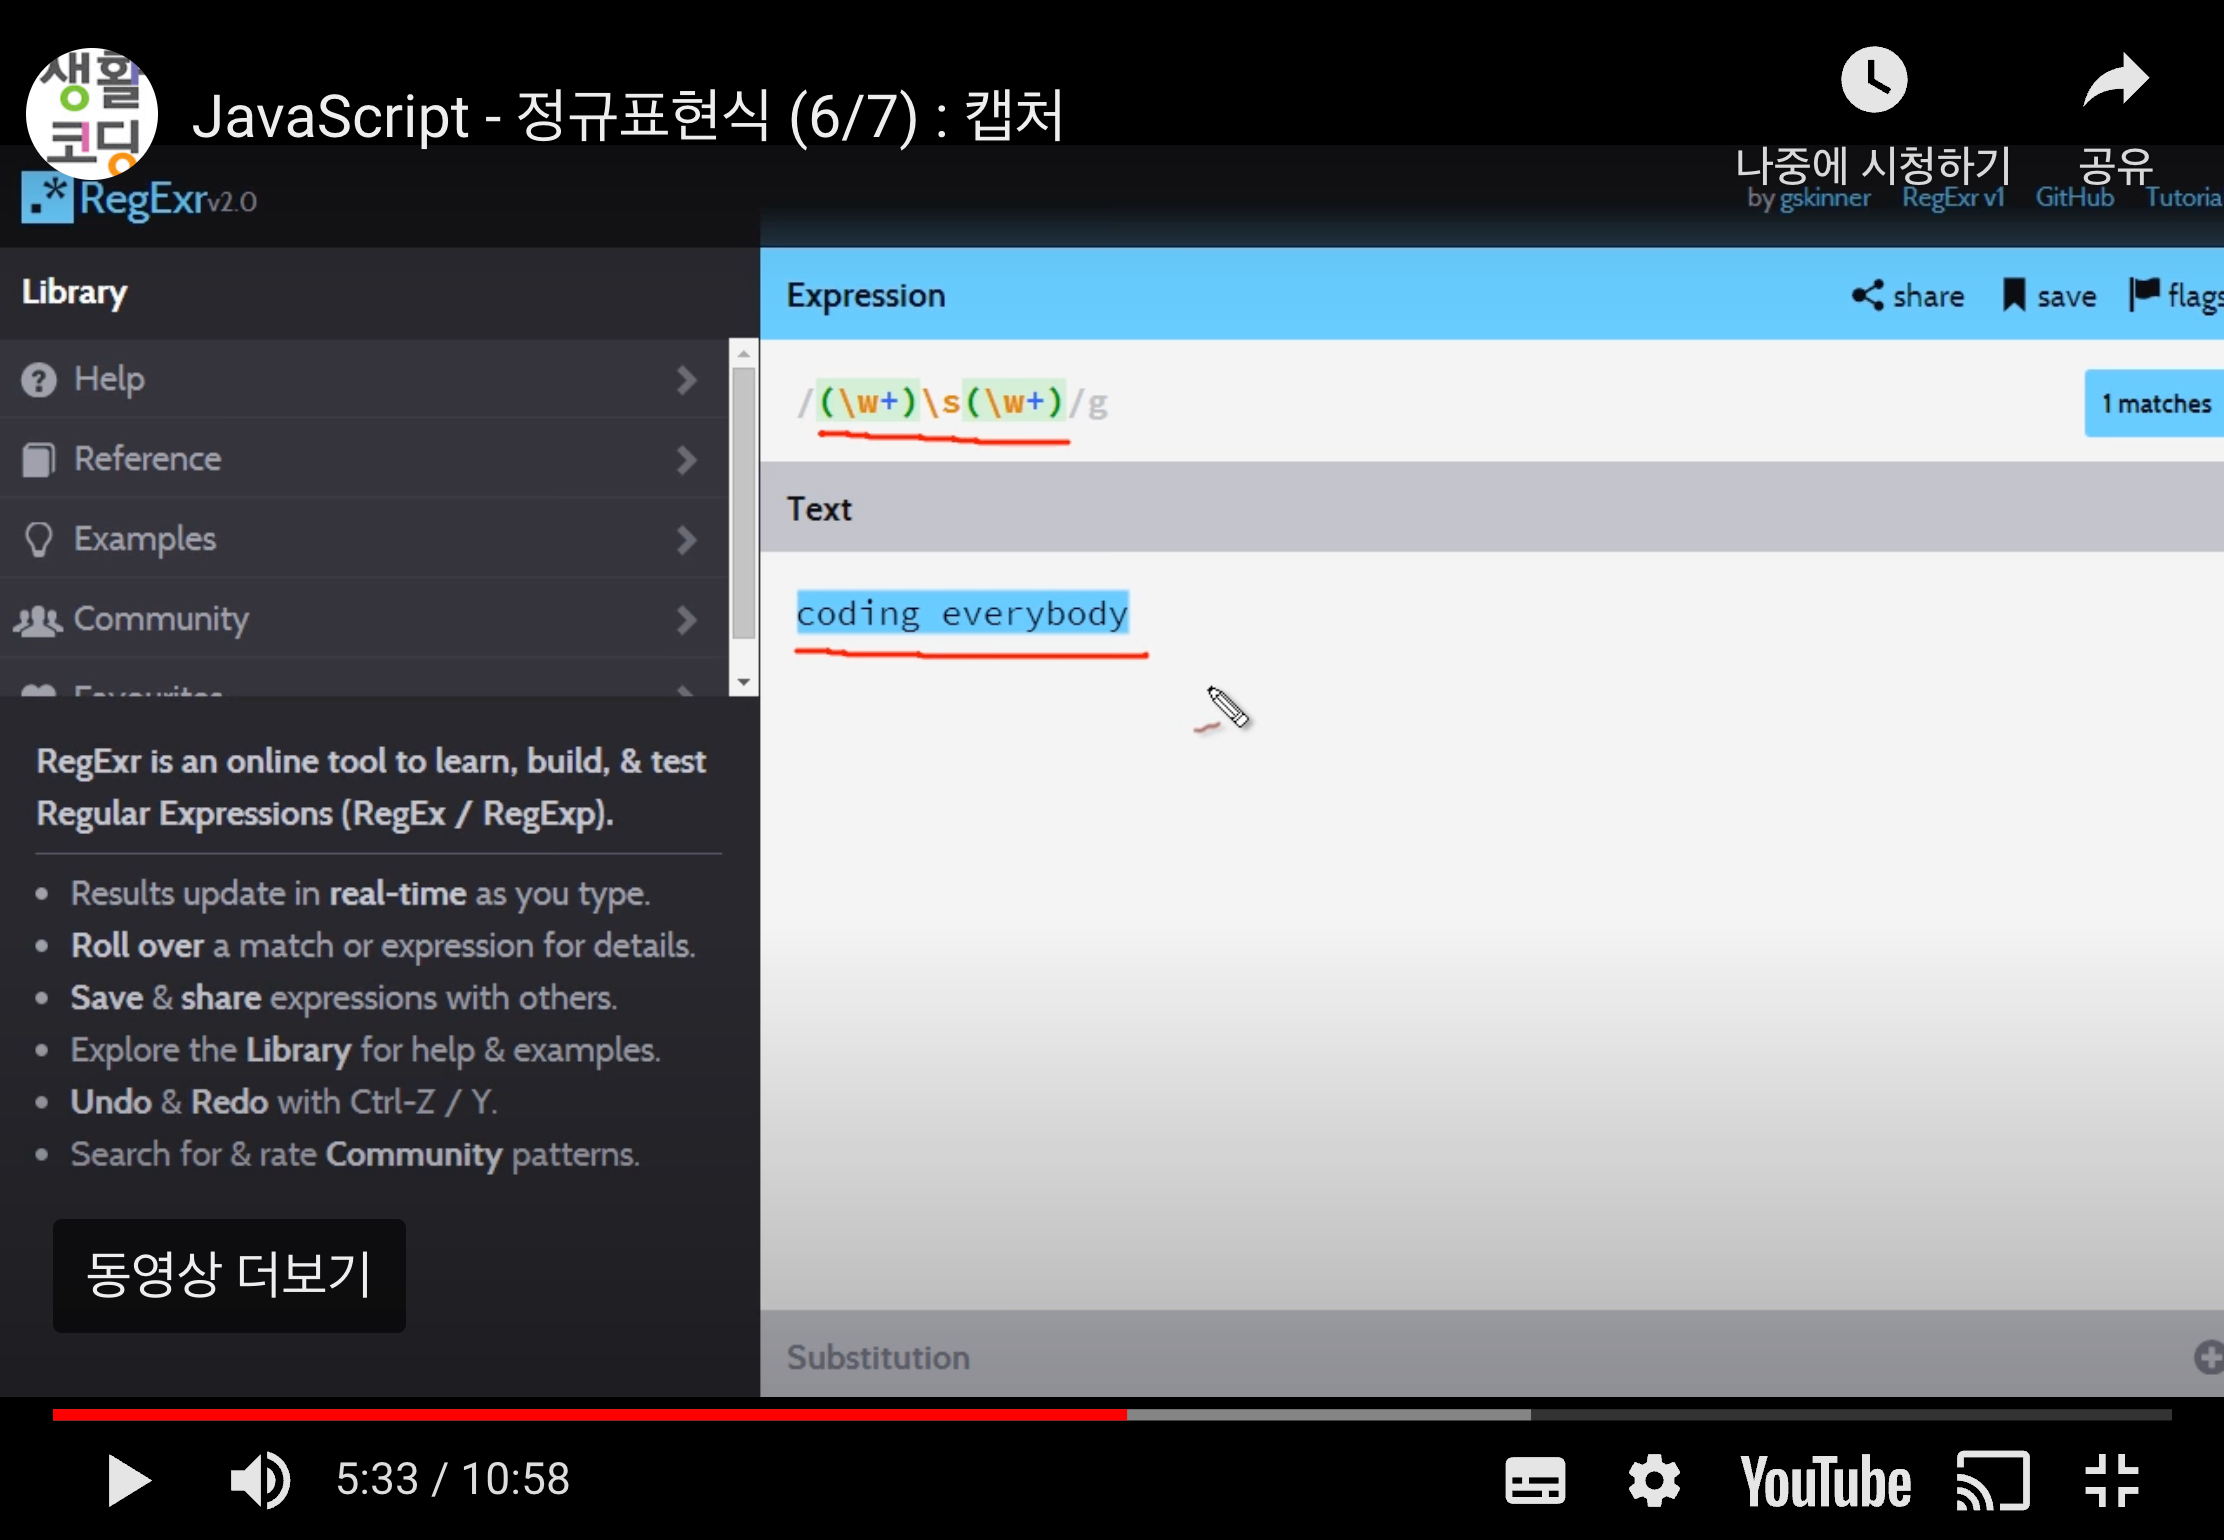 생활
코딩
JavaScript - 정규표현식 (6/7) : 캡처
나중에 시청하기
공유
.* RegExr v2.0
by gskinner RegExr v1 GitHub Tutoria
Library
Help
Reference
Examples
Community
Favourites
RegExr is an online tool to learn, build, & test
Regular Expressions (RegEx / RegExp).
• Results update in real-time as you type.
• Roll over a match or expression for details.
• Save & share expressions with others.
• Explore the Library for help & examples.
• Undo & Redo with Ctrl-Z / Y.
• Search for & rate Community patterns.
동영상 더보기
Expression
share save flags
/(\w+)\s(\w+)/g
1 matches
Text
coding everybody
Substitution
5:33 / 10:58
YouTube